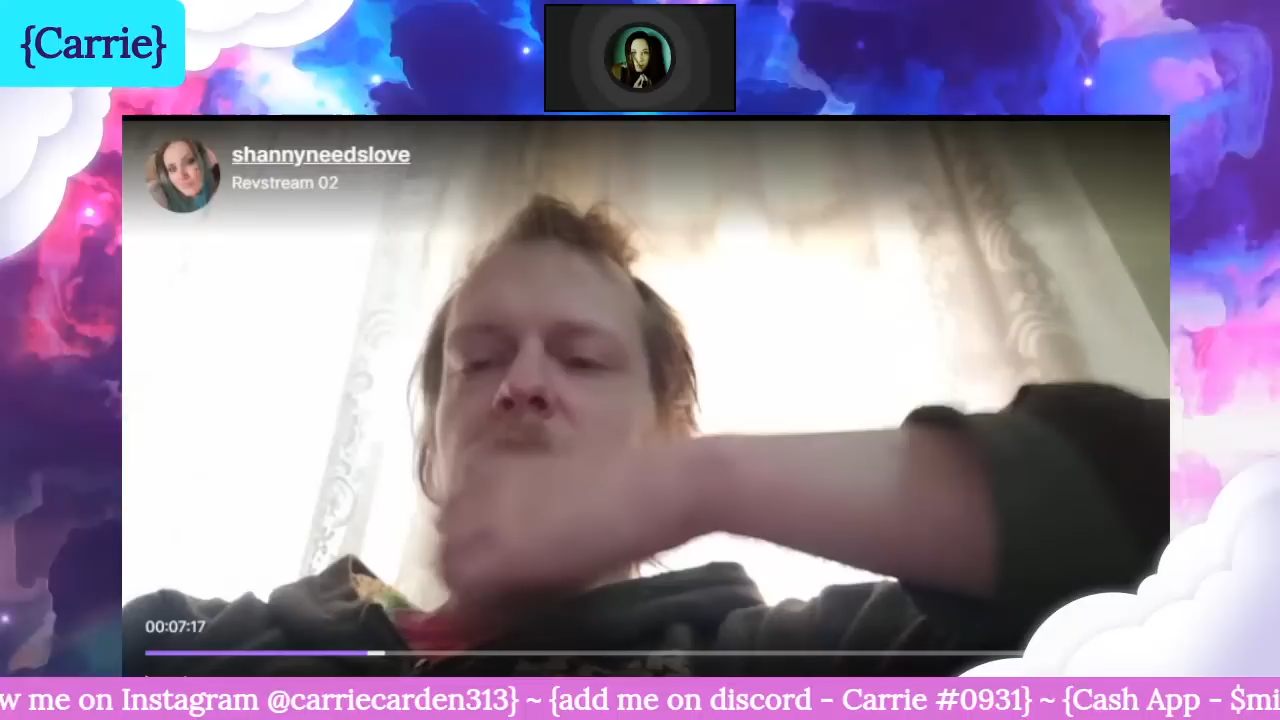 {Carrie}
shannyneedslove
Revstream 02
00:07:17
w me on Instagram @carriecarden313} ~ {add me on discord - Carrie #0931} ~ {Cash App - $mi